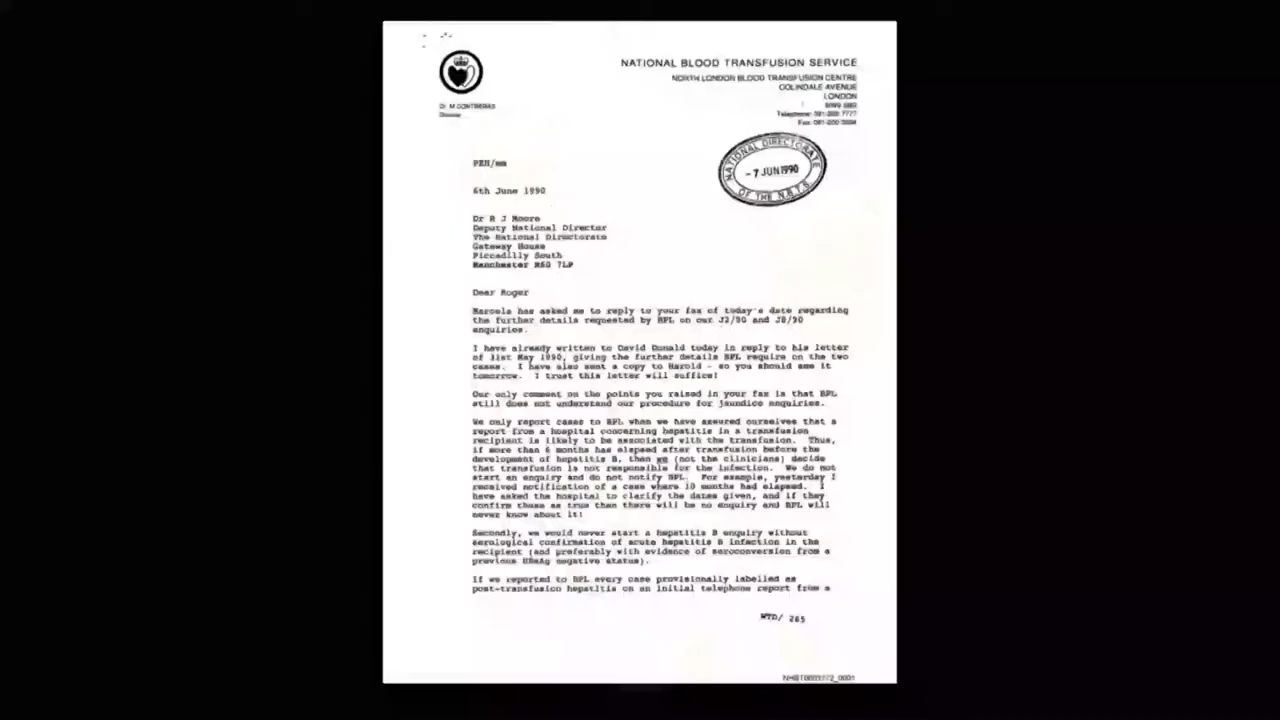 NATIONAL BLOOD TRANSFUSION SERVICE
NORTH LONDON BLOOD TRANSFUSION CENTRE
COLINDALE AVENUE
LONDON
Dr. M CONTRERAS
Director
Telephone: 081-200 7777
Fax: 081-200
NATIONAL DIRECTORATE
- 7 JUN 1990
OF THE N.B.T.S.
PEH/mm
6th June 1990
Dr R J Moore
Deputy National Director
The National Directorate
Gateway House
Piccadilly South
Manchester M60 7LP
Dear Roger
Marcela has asked me to reply to your fax of today's date regarding
the further details requested by BPL on our J2/90 and J8/90
enquiries.
I have already written to David Donald today in reply to his letter
of 31st May 1990, giving the further details BPL require on the two
cases. I have also sent a copy to Harold - so you should see it
tomorrow. I trust this letter will suffice!
Our only comment on the points you raised in your fax is that BPL
still does not understand our procedure for jaundice enquiries.
We only report cases to BPL when we have assured ourselves that a
report from a hospital concerning hepatitis in a transfusion
recipient is likely to be associated with the transfusion. Thus,
if more than 6 months has elapsed after transfusion before the
development of hepatitis B, then we (not the clinicians) decide
that transfusion is not responsible for the infection. We do not
start an enquiry and do not notify BPL. For example, yesterday I
received notification of a case where 10 months had elapsed. I
have asked the hospital to clarify the dates given, and if they
confirm these as true then there will be no enquiry and BPL will
never know about it!
Secondly, we would never start a hepatitis B enquiry without
serological confirmation of acute hepatitis B infection in the
recipient (and preferably with evidence of seroconversion from a
previous HBsAg negative status).
If we reported to BPL every case provisionally labelled as
post-transfusion hepatitis on an initial telephone report from a
WTD/ 285